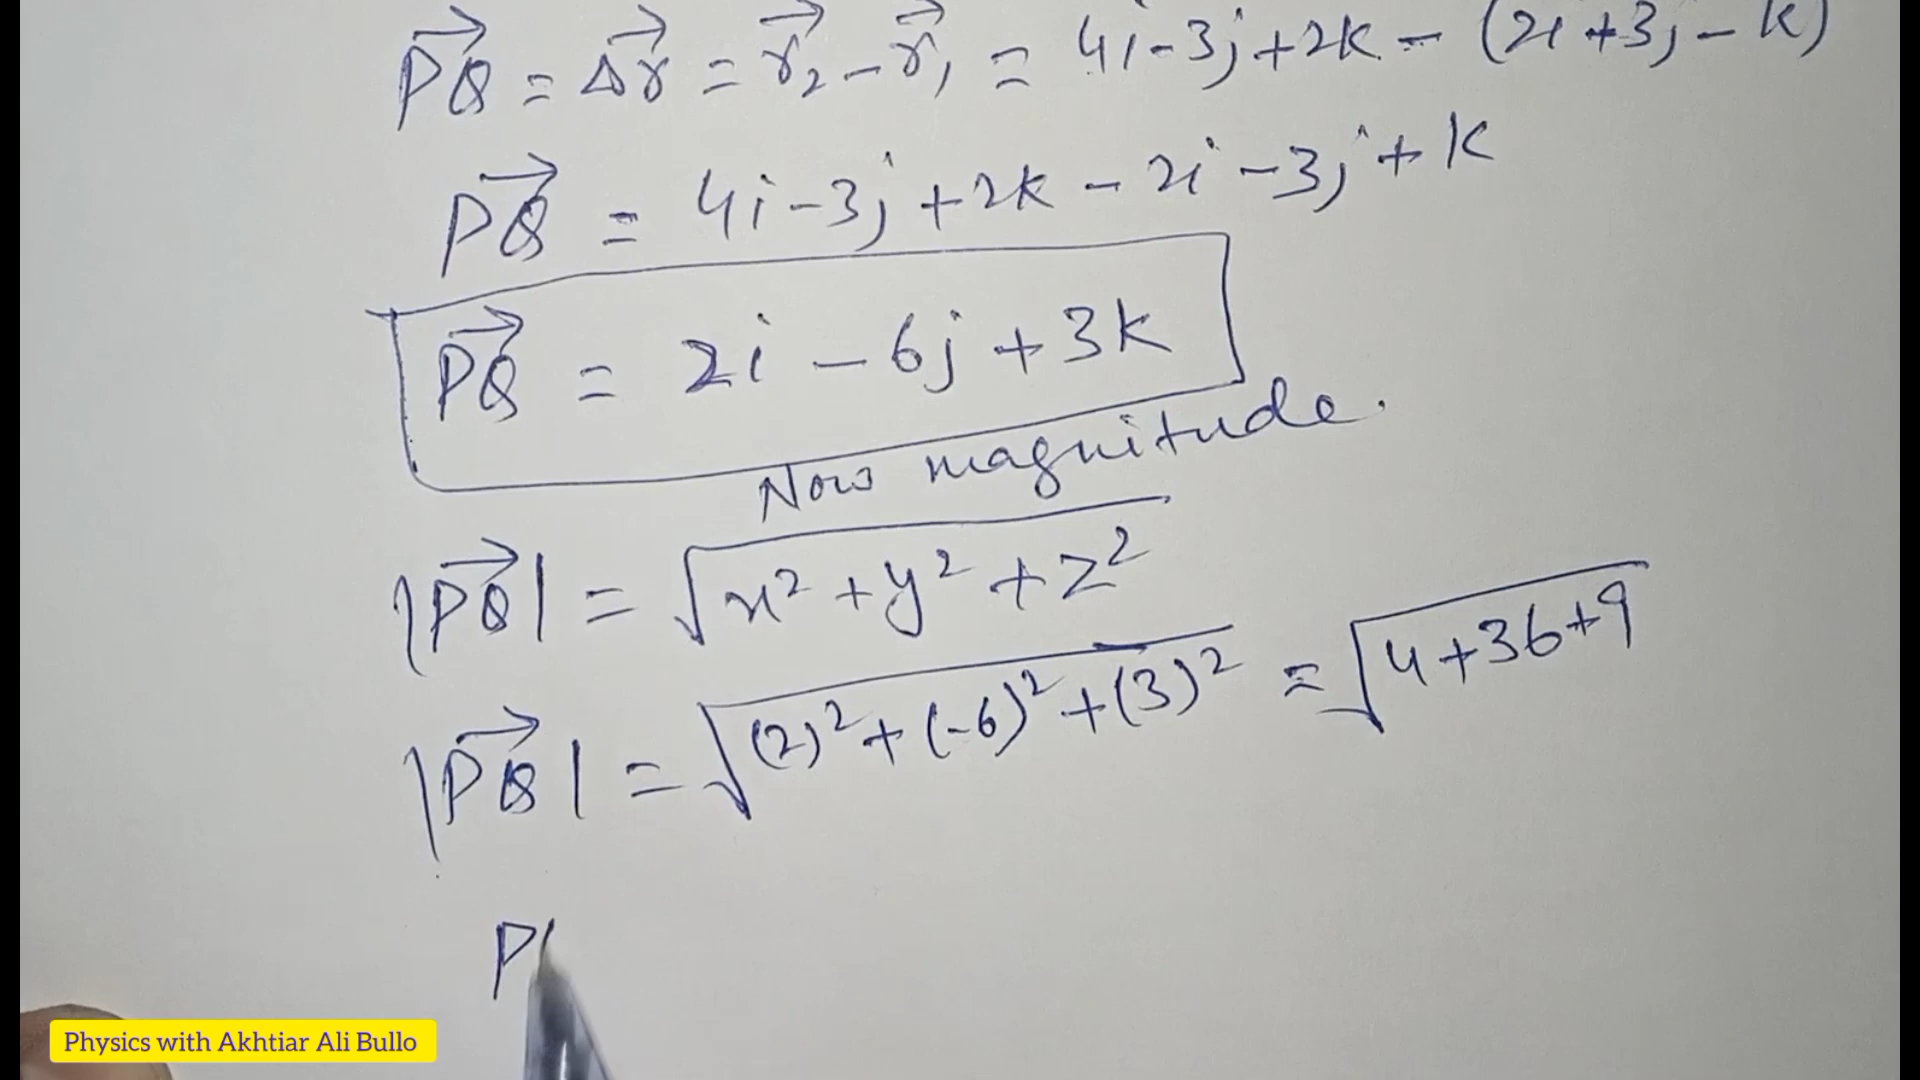 PQ⃗ = Δr⃗ = r⃗₂ - r⃗₁ = 4i - 3j + 2k - (2i + 3j - k)
PQ⃗ = 4i - 3j + 2k - 2i - 3j + k
PQ⃗ = 2i - 6j + 3k
Now magnitude.
|PQ⃗| = √x² + y² + z²
|PQ⃗| = √(2)² + (-6)² + (3)² = √4 + 36 + 9
P
Physics with Akhtiar Ali Bullo